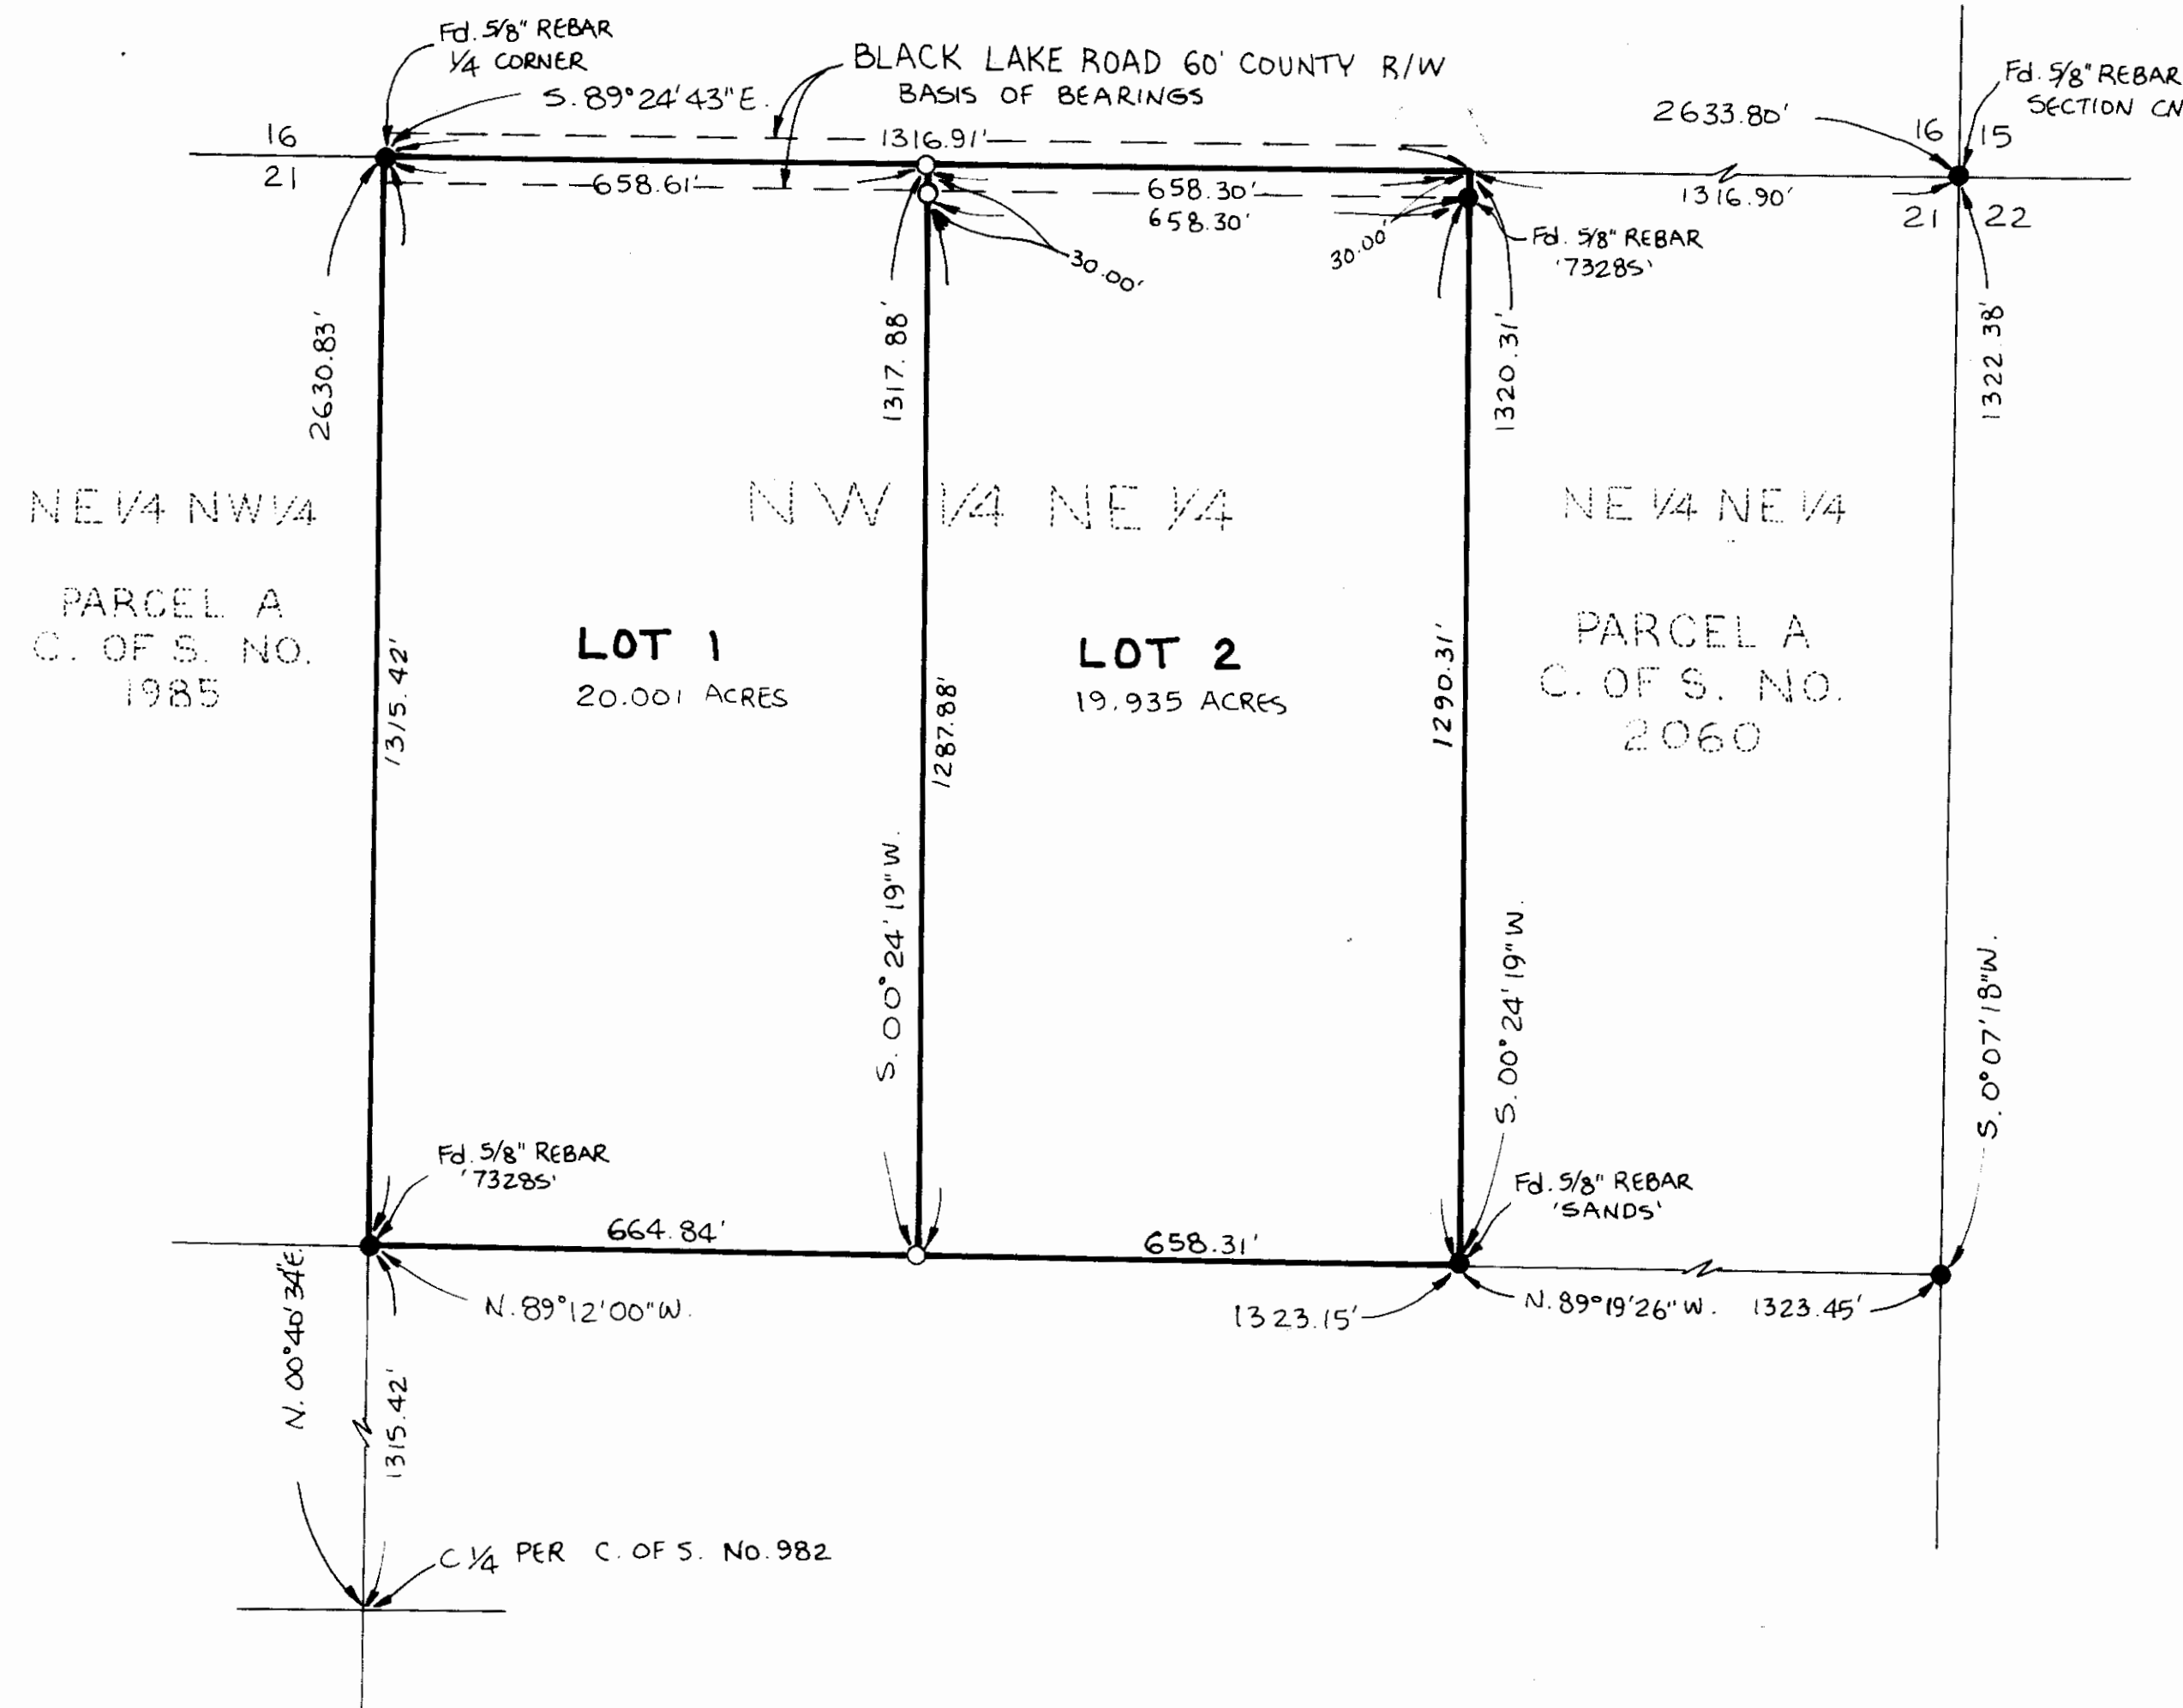 Fd. 5/8" REBAR
1/4 CORNER
S. 89°24'43"E.
BLACK LAKE ROAD 60' COUNTY R/W
BASIS OF BEARINGS
2633.80'
Fd. 5/8" REBAR
SECTION CN
16
21
1316.91'
16
15
21
22
658.61'
658.30'
658.30'
1316.90'
30.00'
30.00'
Fd. 5/8" REBAR
'7328S'
2630.83'
1317.88'
1320.31'
1322.38'
NE 1/4 NW 1/4
NW 1/4 NE 1/4
NE 1/4 NE 1/4
PARCEL A
C. OF S. NO.
1985
LOT 1
20.001 ACRES
LOT 2
19.935 ACRES
PARCEL A
C. OF S. NO.
2060
1315.42'
1287.88'
1290.31'
S. 00°24'19"W.
S. 00°24'19"W.
S. 0°07'18"W.
Fd. 5/8" REBAR
'7328S'
Fd. 5/8" REBAR
'SANDS'
664.84'
658.31'
N. 89°12'00"W.
1323.15'
N. 89°19'26"W.
1323.45'
N. 00°40'34"E.
1315.42'
C 1/4 PER C. OF S. No. 982